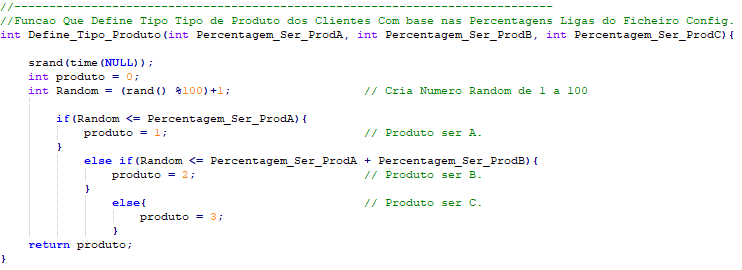 //------------------------------------------------------------------------------
//Funcao Que Define Tipo Tipo de Produto dos Clientes Com base nas Percentagens Ligas do Ficheiro Config.
int Define_Tipo_Produto(int Percentagem_Ser_ProdA, int Percentagem_Ser_ProdB, int Percentagem_Ser_ProdC){
srand(time(NULL));
int produto = 0;
int Random = (rand() %100)+1; // Cria Numero Random de 1 a 100
if(Random <= Percentagem_Ser_ProdA){
produto = 1; // Produto ser A.
}
else if(Random <= Percentagem_Ser_ProdA + Percentagem_Ser_ProdB){
produto = 2; // Produto ser B.
}
else{ // Produto ser C.
produto = 3;
}
return produto;
}